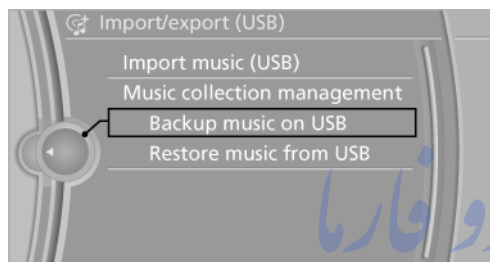 Import/export (USB)
Import music (USB)
Music collection management
Backup music on USB
Restore music from USB